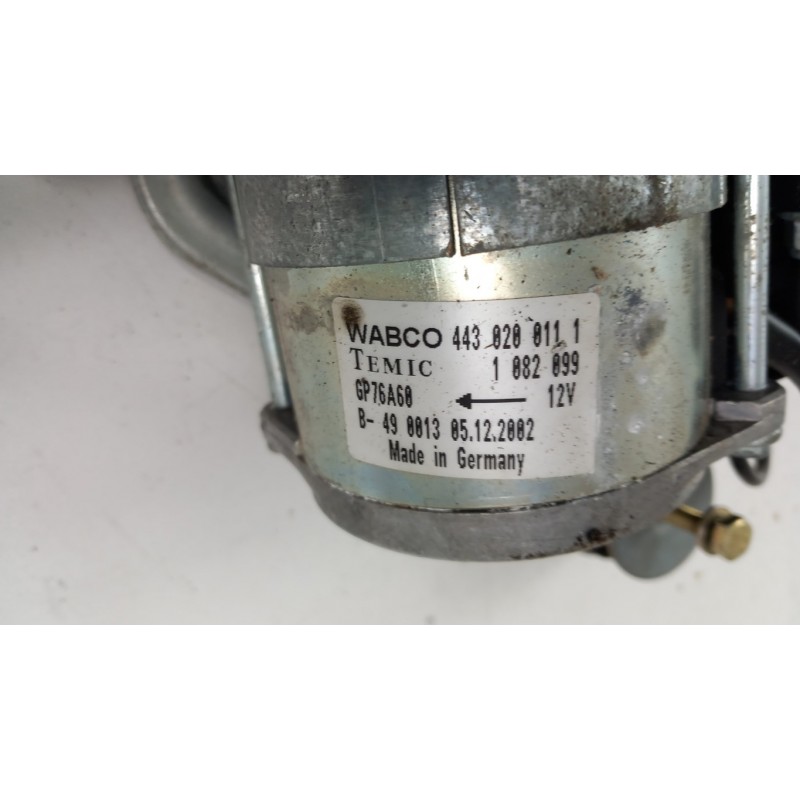 WABCO 443 020 011 1
TEMIC 1 082 099
GP76A60 ← 12V
B- 49 0013 05.12.2002
Made in Germany